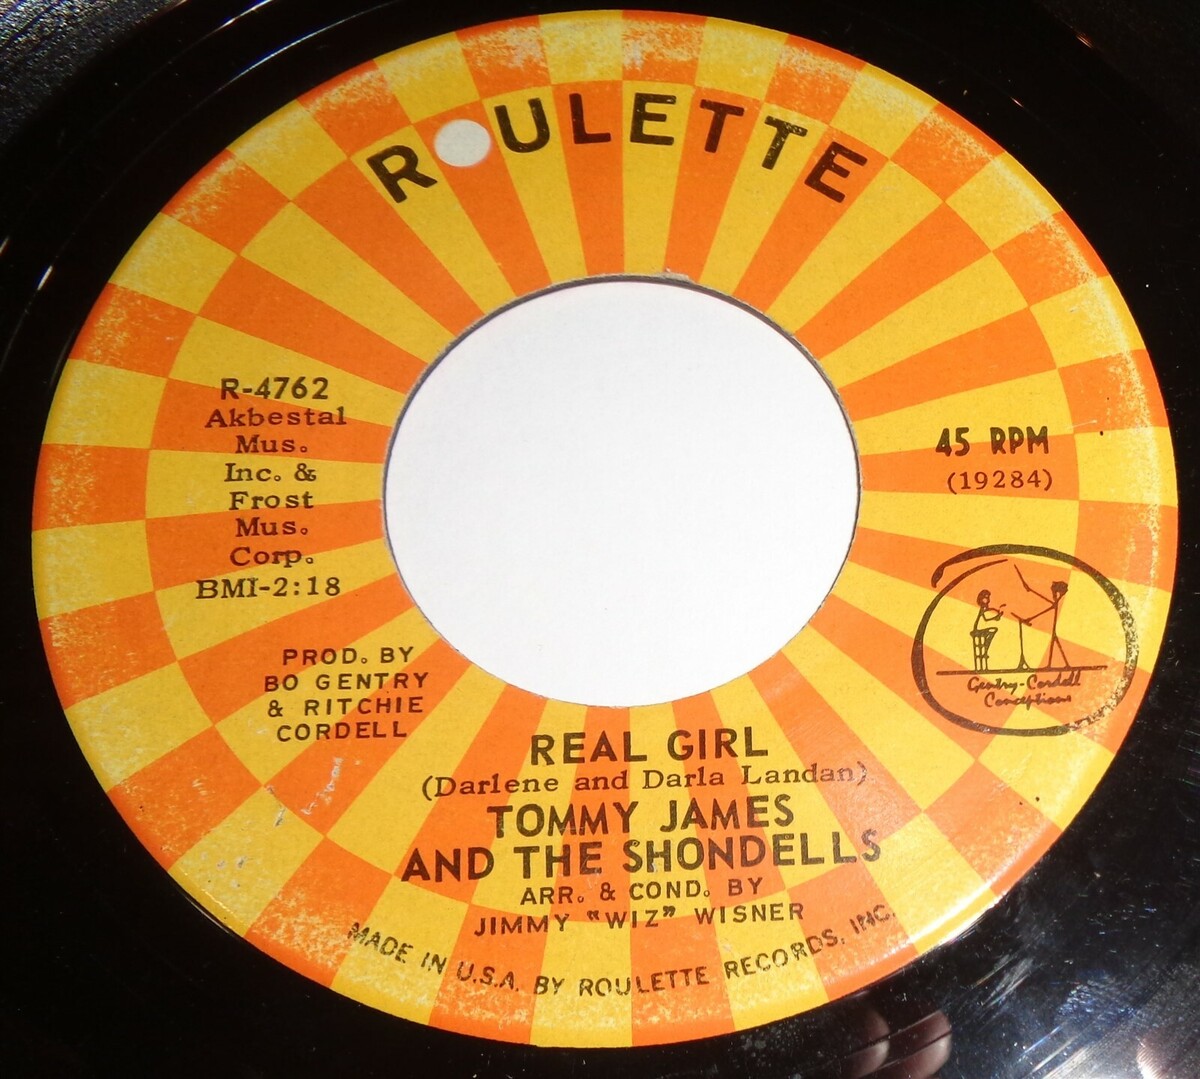 ROULETTE
R-4762
Akbestal
Mus.
Inc. &
Frost
Mus.
Corp.
BMI-2:18
45 RPM
(19284)
PROD. BY
BO GENTRY
& RITCHIE
CORDELL
Gentry-Cordell
Conceptions
REAL GIRL
(Darlene and Darla Landan)
TOMMY JAMES
AND THE SHONDELLS
ARR. & COND. BY
JIMMY "WIZ" WISNER
MADE IN U.S.A. BY ROULETTE RECORDS, INC.